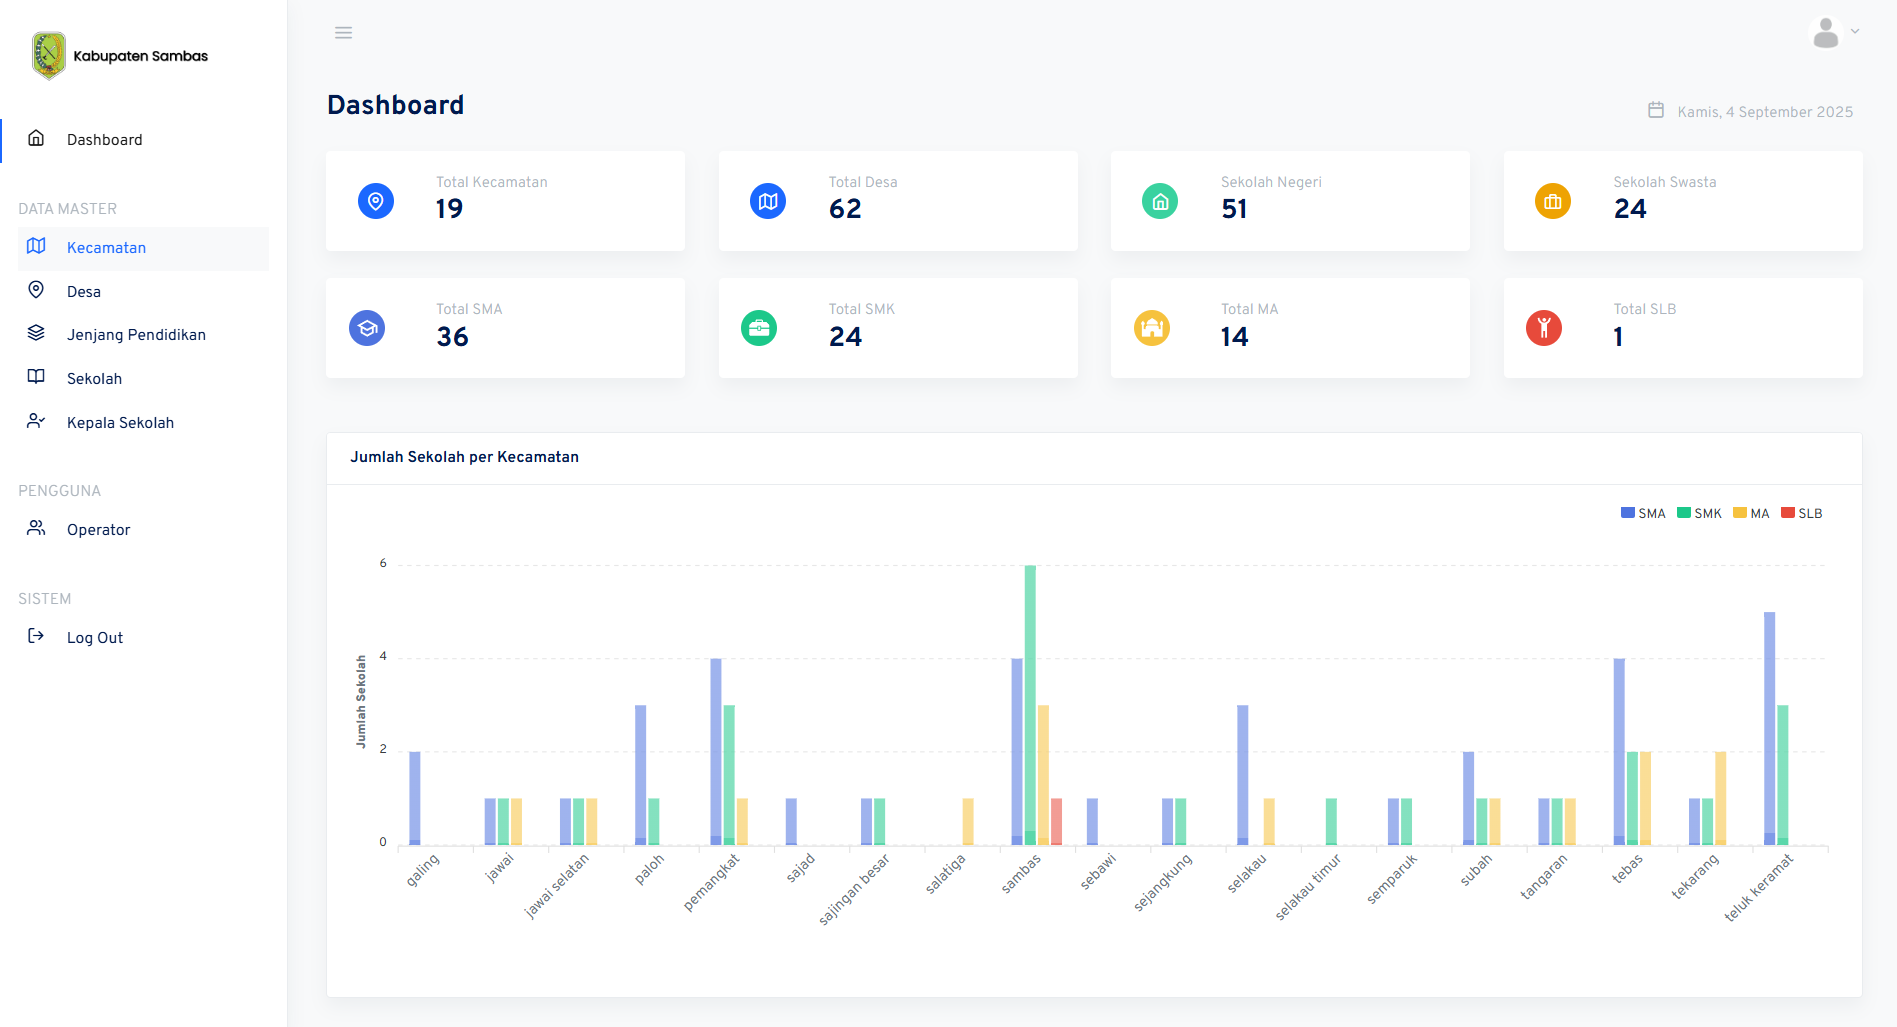 Kabupaten Sambas
Dashboard
DATA MASTER
Kecamatan
Desa
Jenjang Pendidikan
Sekolah
Kepala Sekolah
PENGGUNA
Operator
SISTEM
Log Out
Dashboard
Kamis, 4 September 2025
Total Kecamatan
19
Total Desa
62
Sekolah Negeri
51
Sekolah Swasta
24
Total SMA
36
Total SMK
24
Total MA
14
Total SLB
1
Jumlah Sekolah per Kecamatan
SMA SMK MA SLB
Jumlah Sekolah
6
4
2
0
galing
jawai
jawai selatan
paloh
pemangkat
sajad
sajingan besar
salatiga
sambas
sebawi
sejangkung
selakau
selakau timur
semparuk
subah
tangaran
tebas
tekarang
teluk keramat